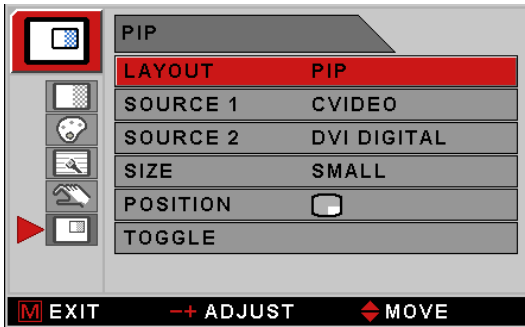 PIP
LAYOUT PIP
SOURCE 1 CVIDEO
SOURCE 2 DVI DIGITAL
SIZE SMALL
POSITION
TOGGLE
M EXIT −+ ADJUST MOVE